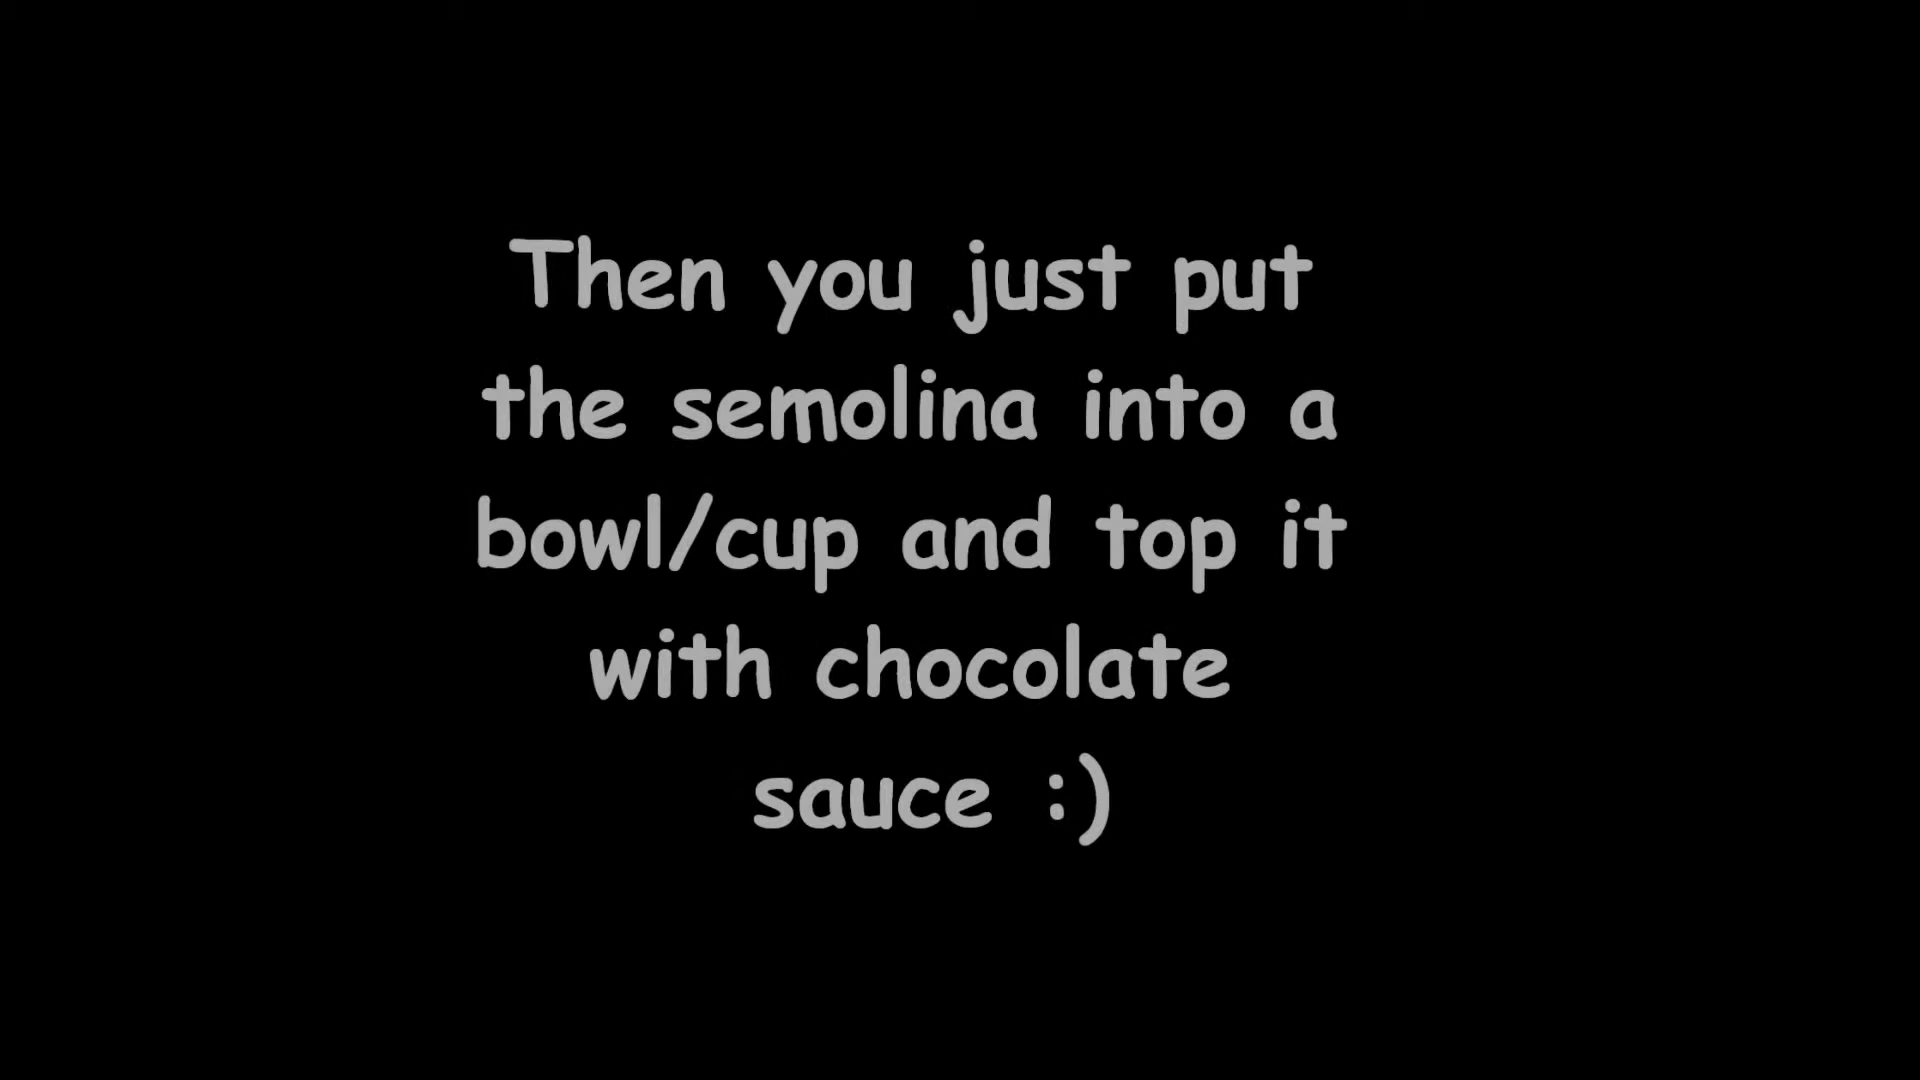 Then you just put
the semolina into a
bowl/cup and top it
with chocolate
sauce :)